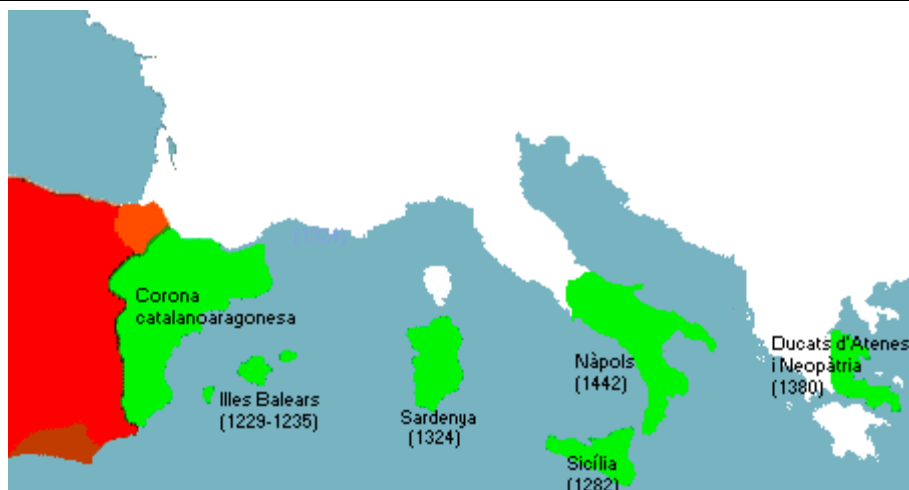 Corona
catalanoaragonesa
Illes Balears
(1229-1235)
Sardenya
(1324)
Nàpols
(1442)
Sicília
(1282)
Ducats d'Atenes
i Neopàtria
(1380)